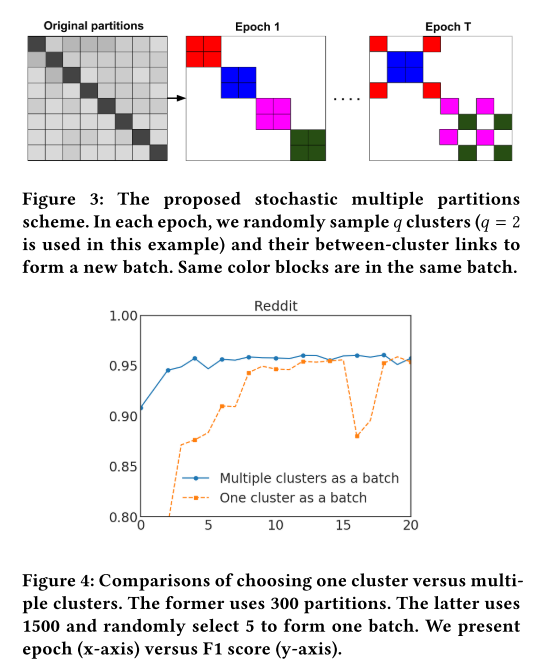 Original partitions
Epoch 1
Epoch T
....
Figure 3: The proposed stochastic multiple partitions
scheme. In each epoch, we randomly sample q clusters (q = 2
is used in this example) and their between-cluster links to
form a new batch. Same color blocks are in the same batch.
Reddit
1.00
0.95
0.90
0.85
0.80
Multiple clusters as a batch
One cluster as a batch
0
5
10
15
20
Figure 4: Comparisons of choosing one cluster versus multi-
ple clusters. The former uses 300 partitions. The latter uses
1500 and randomly select 5 to form one batch. We present
epoch (x-axis) versus F1 score (y-axis).